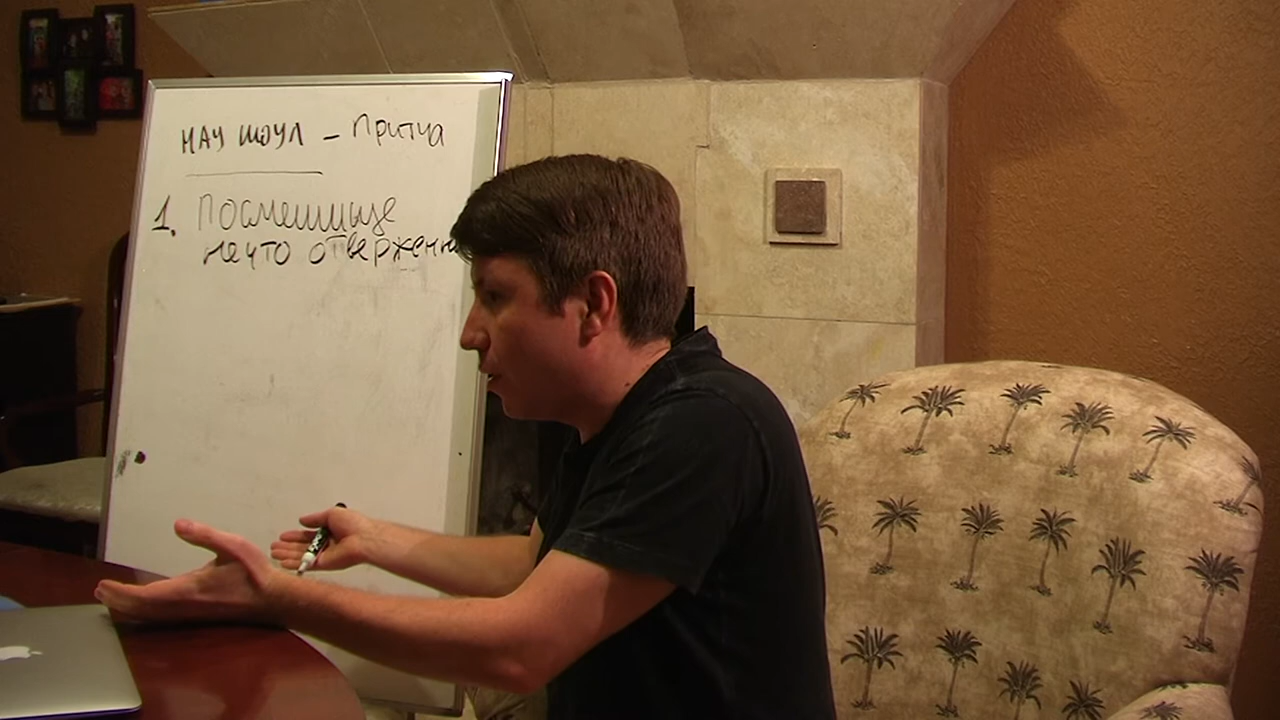 НАУ ШОУЛ – Притча
1. Посмешище
нечто отвержен